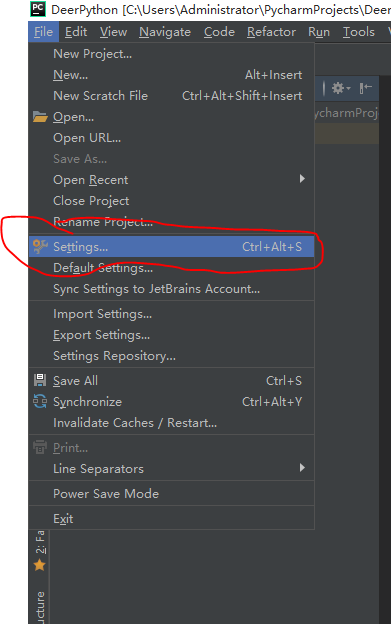 PC DeerPython [C:\Users\Administrator\PycharmProjects\Deer
File Edit View Navigate Code Refactor Run Tools
New Project...
New... Alt+Insert
New Scratch File Ctrl+Alt+Shift+Insert
ycharmProj
Open...
Open URL...
Save As...
Open Recent
Close Project
Rename Project...
Settings... Ctrl+Alt+S
Default Settings...
Sync Settings to JetBrains Account...
Import Settings...
Export Settings...
Settings Repository...
Save All Ctrl+S
Synchronize Ctrl+Alt+Y
Invalidate Caches / Restart...
Print...
Line Separators
Power Save Mode
Exit
2: Fa
ucture